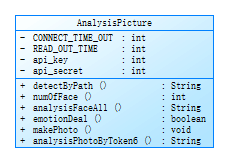 AnalysisPicture
- CONNECT_TIME_OUT : int
- READ_OUT_TIME : int
- api_key : int
- api_secret : int
+ detectByPath () : String
+ numOfFace () : int
+ analysisFaceAll () : String
+ emotionDeal () : boolean
+ makePhoto () : void
+ analysisPhotoByToken6 () : String